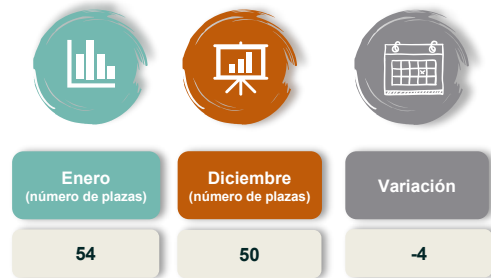 Enero
(número de plazas)
Diciembre
(número de plazas)
Variación
54
50
-4